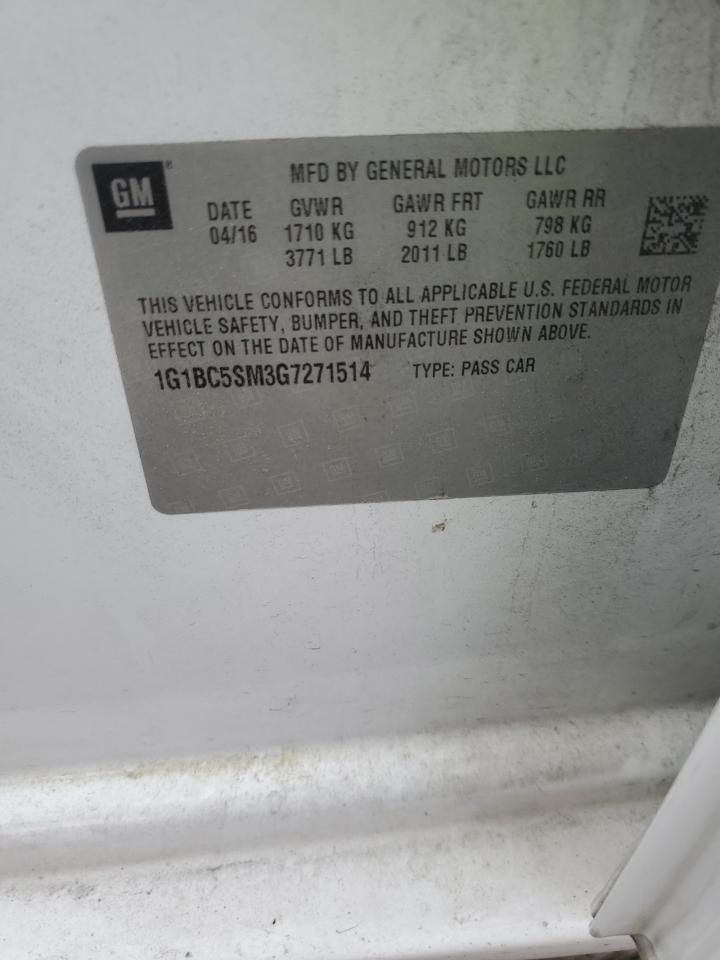 GM®
MFD BY GENERAL MOTORS LLC
DATE GVWR GAWR FRT GAWR RR
04/16 1710 KG 912 KG 798 KG
3771 LB 2011 LB 1760 LB
THIS VEHICLE CONFORMS TO ALL APPLICABLE U.S. FEDERAL MOTOR
VEHICLE SAFETY, BUMPER, AND THEFT PREVENTION STANDARDS IN
EFFECT ON THE DATE OF MANUFACTURE SHOWN ABOVE.
1G1BC5SM3G7271514 TYPE: PASS CAR